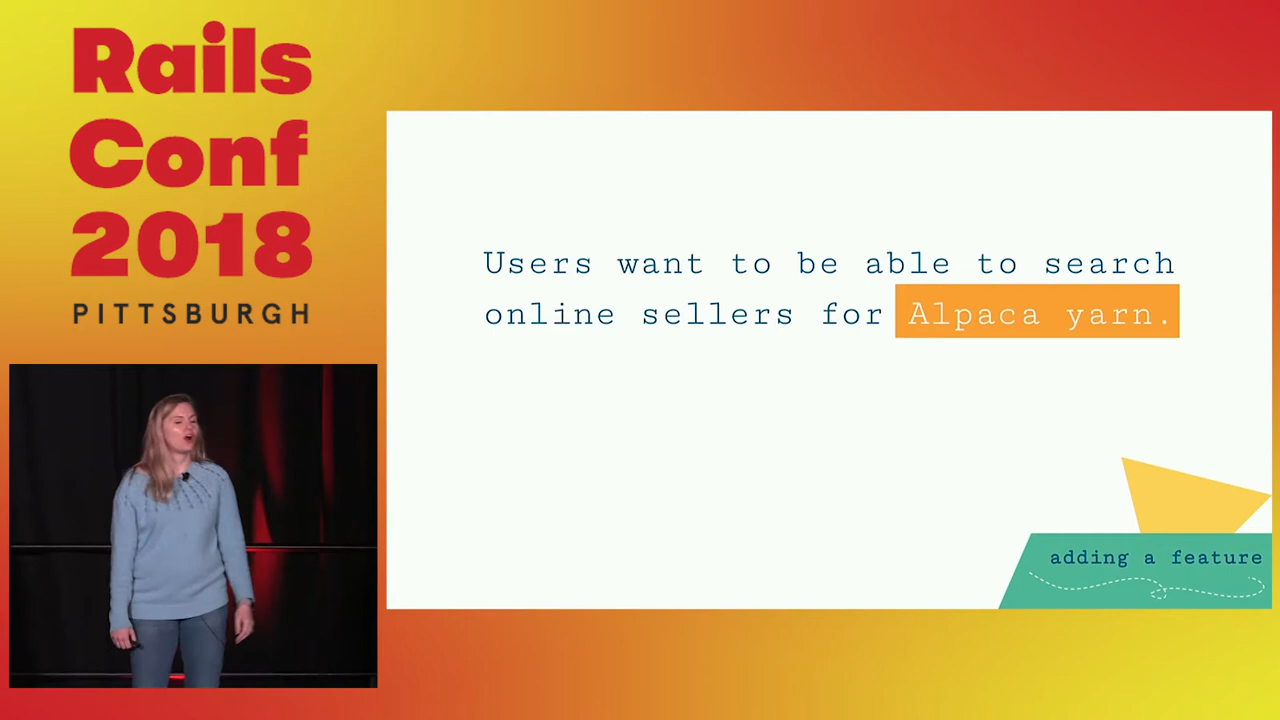 Rails
Conf
2018
PITTSBURGH
Users want to be able to search
online sellers for Alpaca yarn.
adding a feature